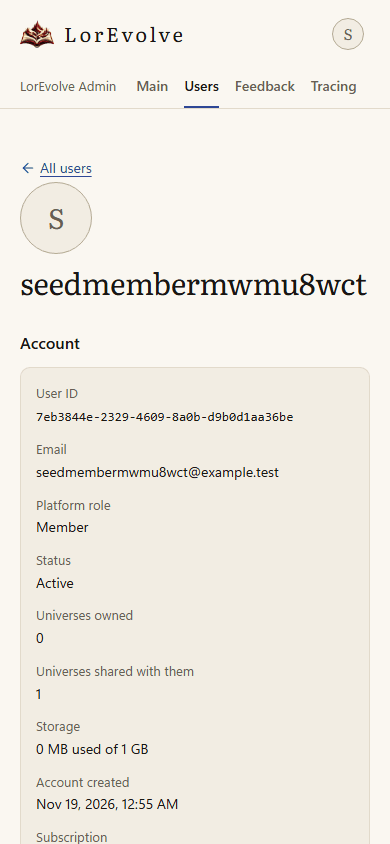 LorEvolve
S
LorEvolve Admin Main Users Feedback Tracing
← All users
S
seedmembermwmu8wct
Account
User ID
7eb3844e-2329-4609-8a0b-d9b0d1aa36be
Email
seedmembermwmu8wct@example.test
Platform role
Member
Status
Active
Universes owned
0
Universes shared with them
1
Storage
0 MB used of 1 GB
Account created
Nov 19, 2026, 12:55 AM
Subscription